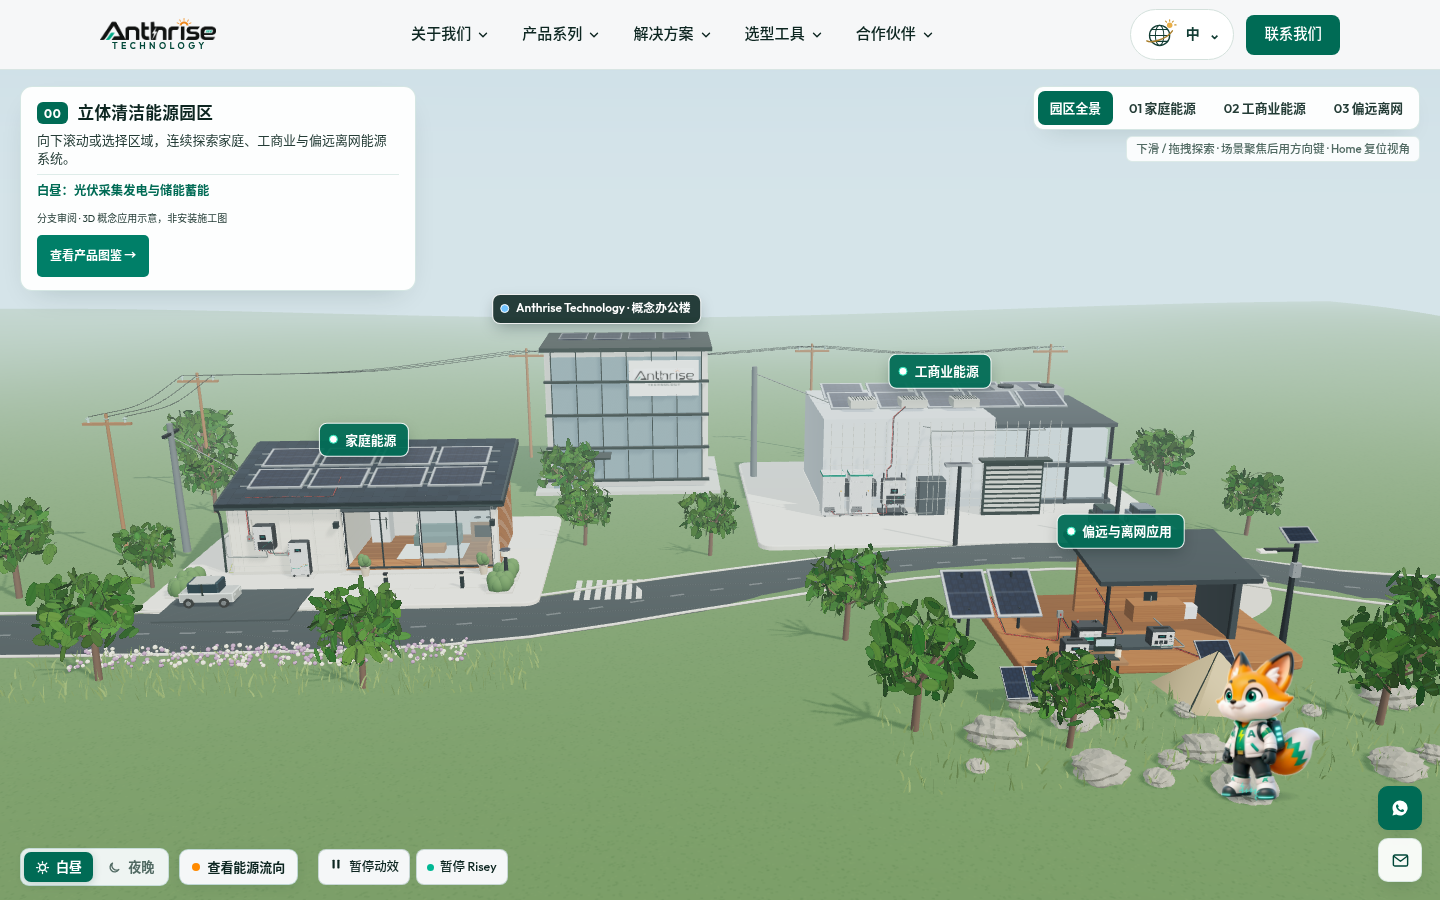 Anthrise
TECHNOLOGY
关于我们
产品系列
解决方案
选型工具
合作伙伴
中
联系我们
00 立体清洁能源园区
向下滚动或选择区域，连续探索家庭、工商业与偏远离网能源
系统。
白昼：光伏采集发电与储能蓄能
分支审阅 · 3D 概念应用示意，非安装施工图
查看产品图鉴 →
园区全景
01 家庭能源
02 工商业能源
03 偏远离网
下滑 / 拖拽探索 · 场景聚焦后用方向键 · Home 复位视角
Anthrise Technology · 概念办公楼
Anthrise
工商业能源
家庭能源
偏远与离网应用
白昼
夜晚
查看能源流向
暂停动效
暂停 Risey